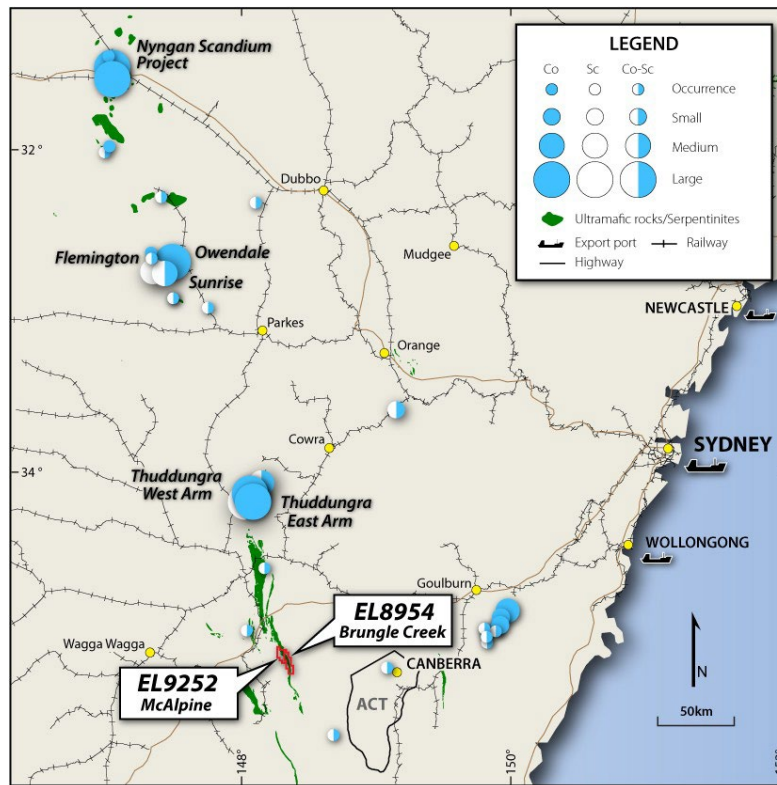 Nyngan Scandium
Project
LEGEND
Co
Sc
Co-Sc
Occurrence
Small
Medium
Large
Ultramafic rocks/Serpentinites
Export port
Railway
Highway
32°
Dubbo
Mudgee
Flemington
Owendale
Sunrise
NEWCASTLE
Parkes
Orange
Cowra
SYDNEY
34°
Thuddungra
West Arm
Thuddungra
East Arm
WOLLONGONG
Goulburn
EL8954
Brungle Creek
Wagga Wagga
EL9252
McAlpine
CANBERRA
ACT
N
50km
148°
150°